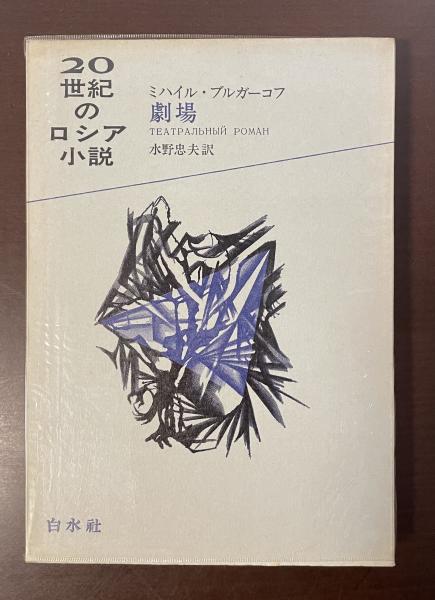 20
世紀
の
ロシア
小説
ミハイル・ブルガーコフ
劇場
ТЕАТРАЛЬНЫЙ РОМАН
水野忠夫訳
白水社